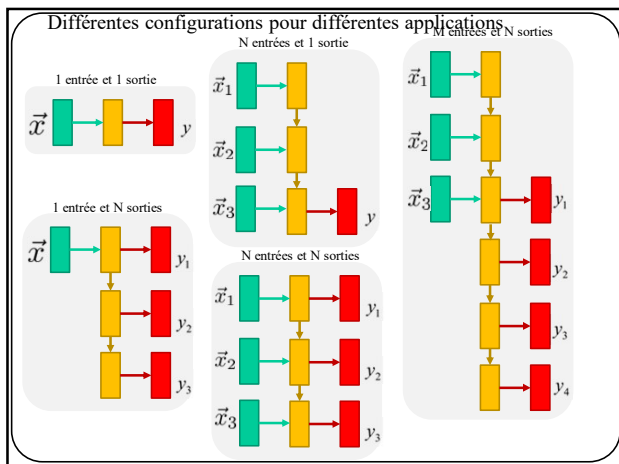 Différentes configurations pour différentes applications
1 entrée et 1 sortie
x⃗
y
N entrées et 1 sortie
x⃗1
x⃗2
x⃗3
y
M entrées et N sorties
x⃗1
x⃗2
x⃗3
y1
y2
y3
y4
1 entrée et N sorties
x⃗
y1
y2
y3
N entrées et N sorties
x⃗1
x⃗2
x⃗3
y1
y2
y3